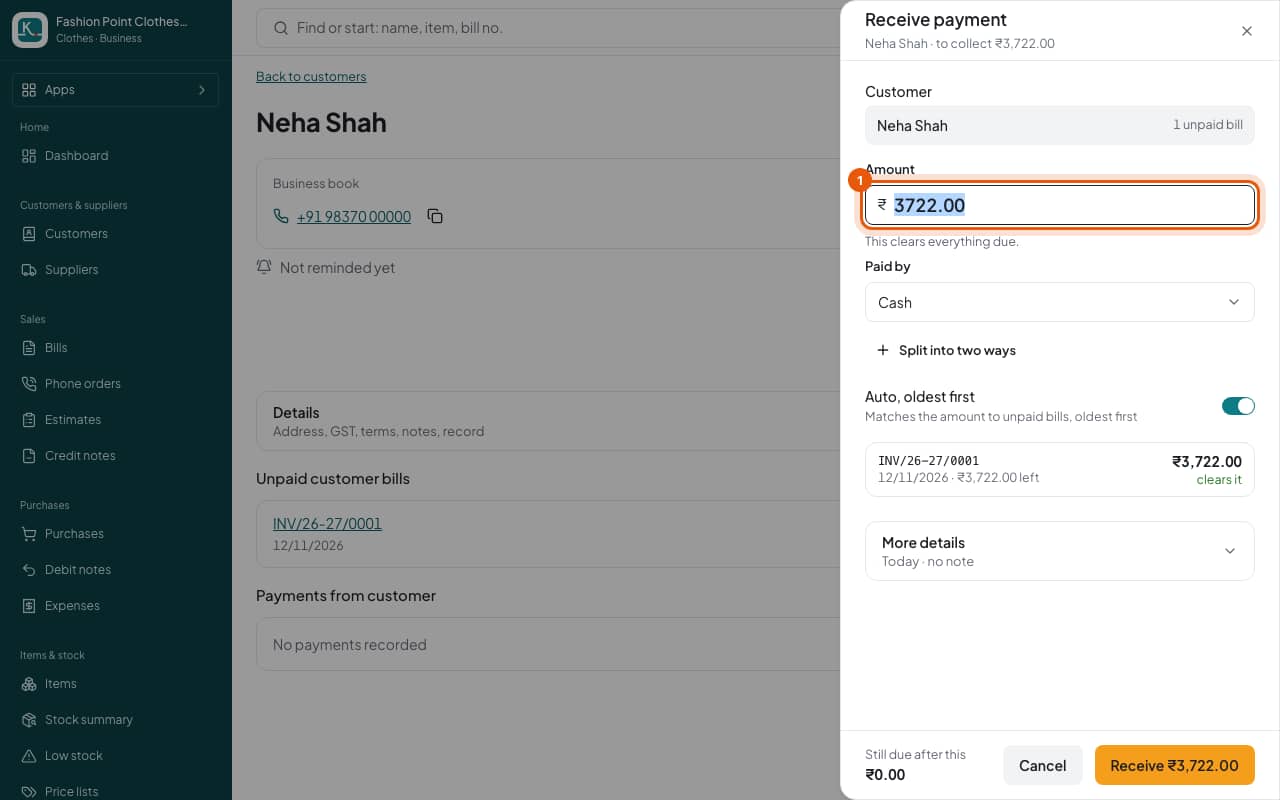 Fashion Point Clothes...
Clothes · Business
Apps
Home
Dashboard
Customers & suppliers
Customers
Suppliers
Sales
Bills
Phone orders
Estimates
Credit notes
Purchases
Purchases
Debit notes
Expenses
Items & stock
Items
Stock summary
Low stock
Price lists
Find or start: name, item, bill no.
Back to customers
Neha Shah
Business book
+91 98370 00000
Not reminded yet
Details
Address, GST, terms, notes, record
Unpaid customer bills
INV/26-27/0001
12/11/2026
Payments from customer
No payments recorded
Receive payment
Neha Shah · to collect ₹3,722.00
Customer
Neha Shah 1 unpaid bill
Amount
1
₹ 3722.00
This clears everything due.
Paid by
Cash
Split into two ways
Auto, oldest first
Matches the amount to unpaid bills, oldest first
INV/26-27/0001 ₹3,722.00
12/11/2026 · ₹3,722.00 left clears it
More details
Today · no note
Still due after this
₹0.00
Cancel
Receive ₹3,722.00